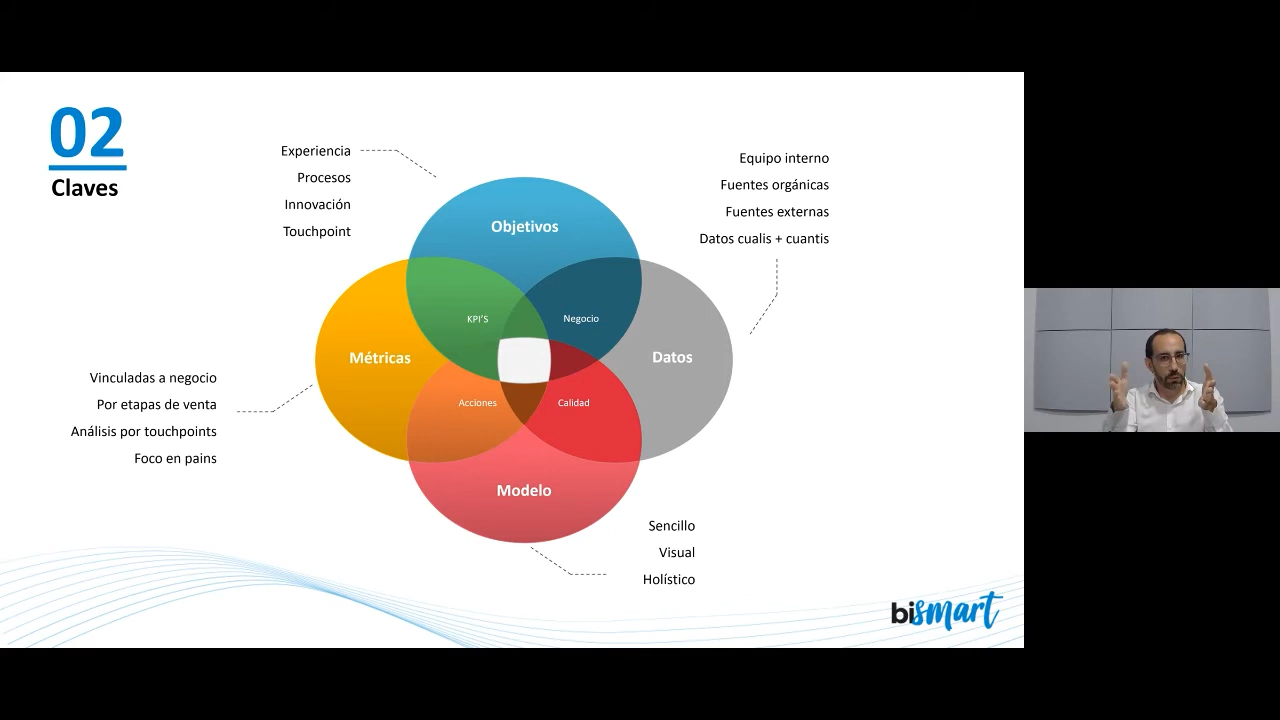 02
Claves
Experiencia
Procesos
Innovación
Touchpoint
Equipo interno
Fuentes orgánicas
Fuentes externas
Datos cualis + cuantis
Objetivos
KPI'S
Negocio
Métricas
Datos
Acciones
Calidad
Modelo
Vinculadas a negocio
Por etapas de venta
Análisis por touchpoints
Foco en pains
Sencillo
Visual
Holístico
bismart